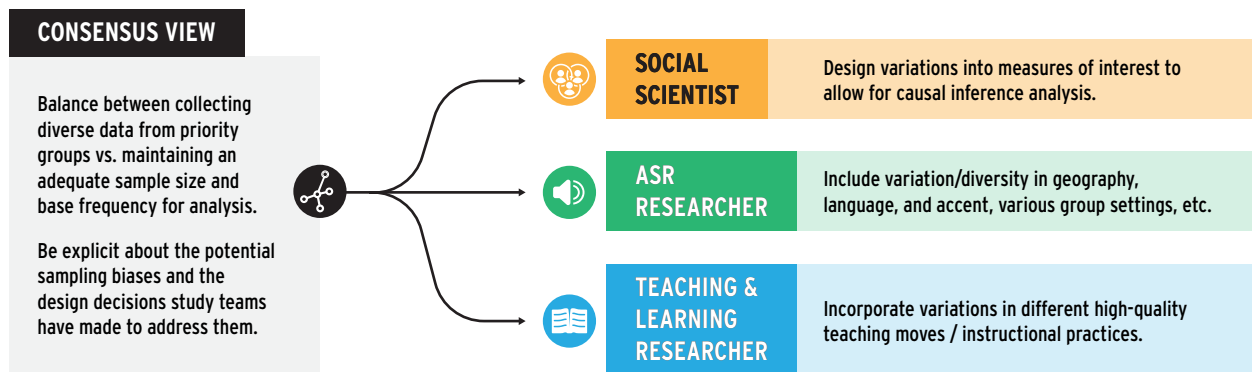 CONSENSUS VIEW
Balance between collecting
diverse data from priority
groups vs. maintaining an
adequate sample size and
base frequency for analysis.
Be explicit about the potential
sampling biases and the
design decisions study teams
have made to address them.
SOCIAL
SCIENTIST
Design variations into measures of interest to
allow for causal inference analysis.
ASR
RESEARCHER
Include variation/diversity in geography,
language, and accent, various group settings, etc.
TEACHING &
LEARNING
RESEARCHER
Incorporate variations in different high-quality
teaching moves / instructional practices.